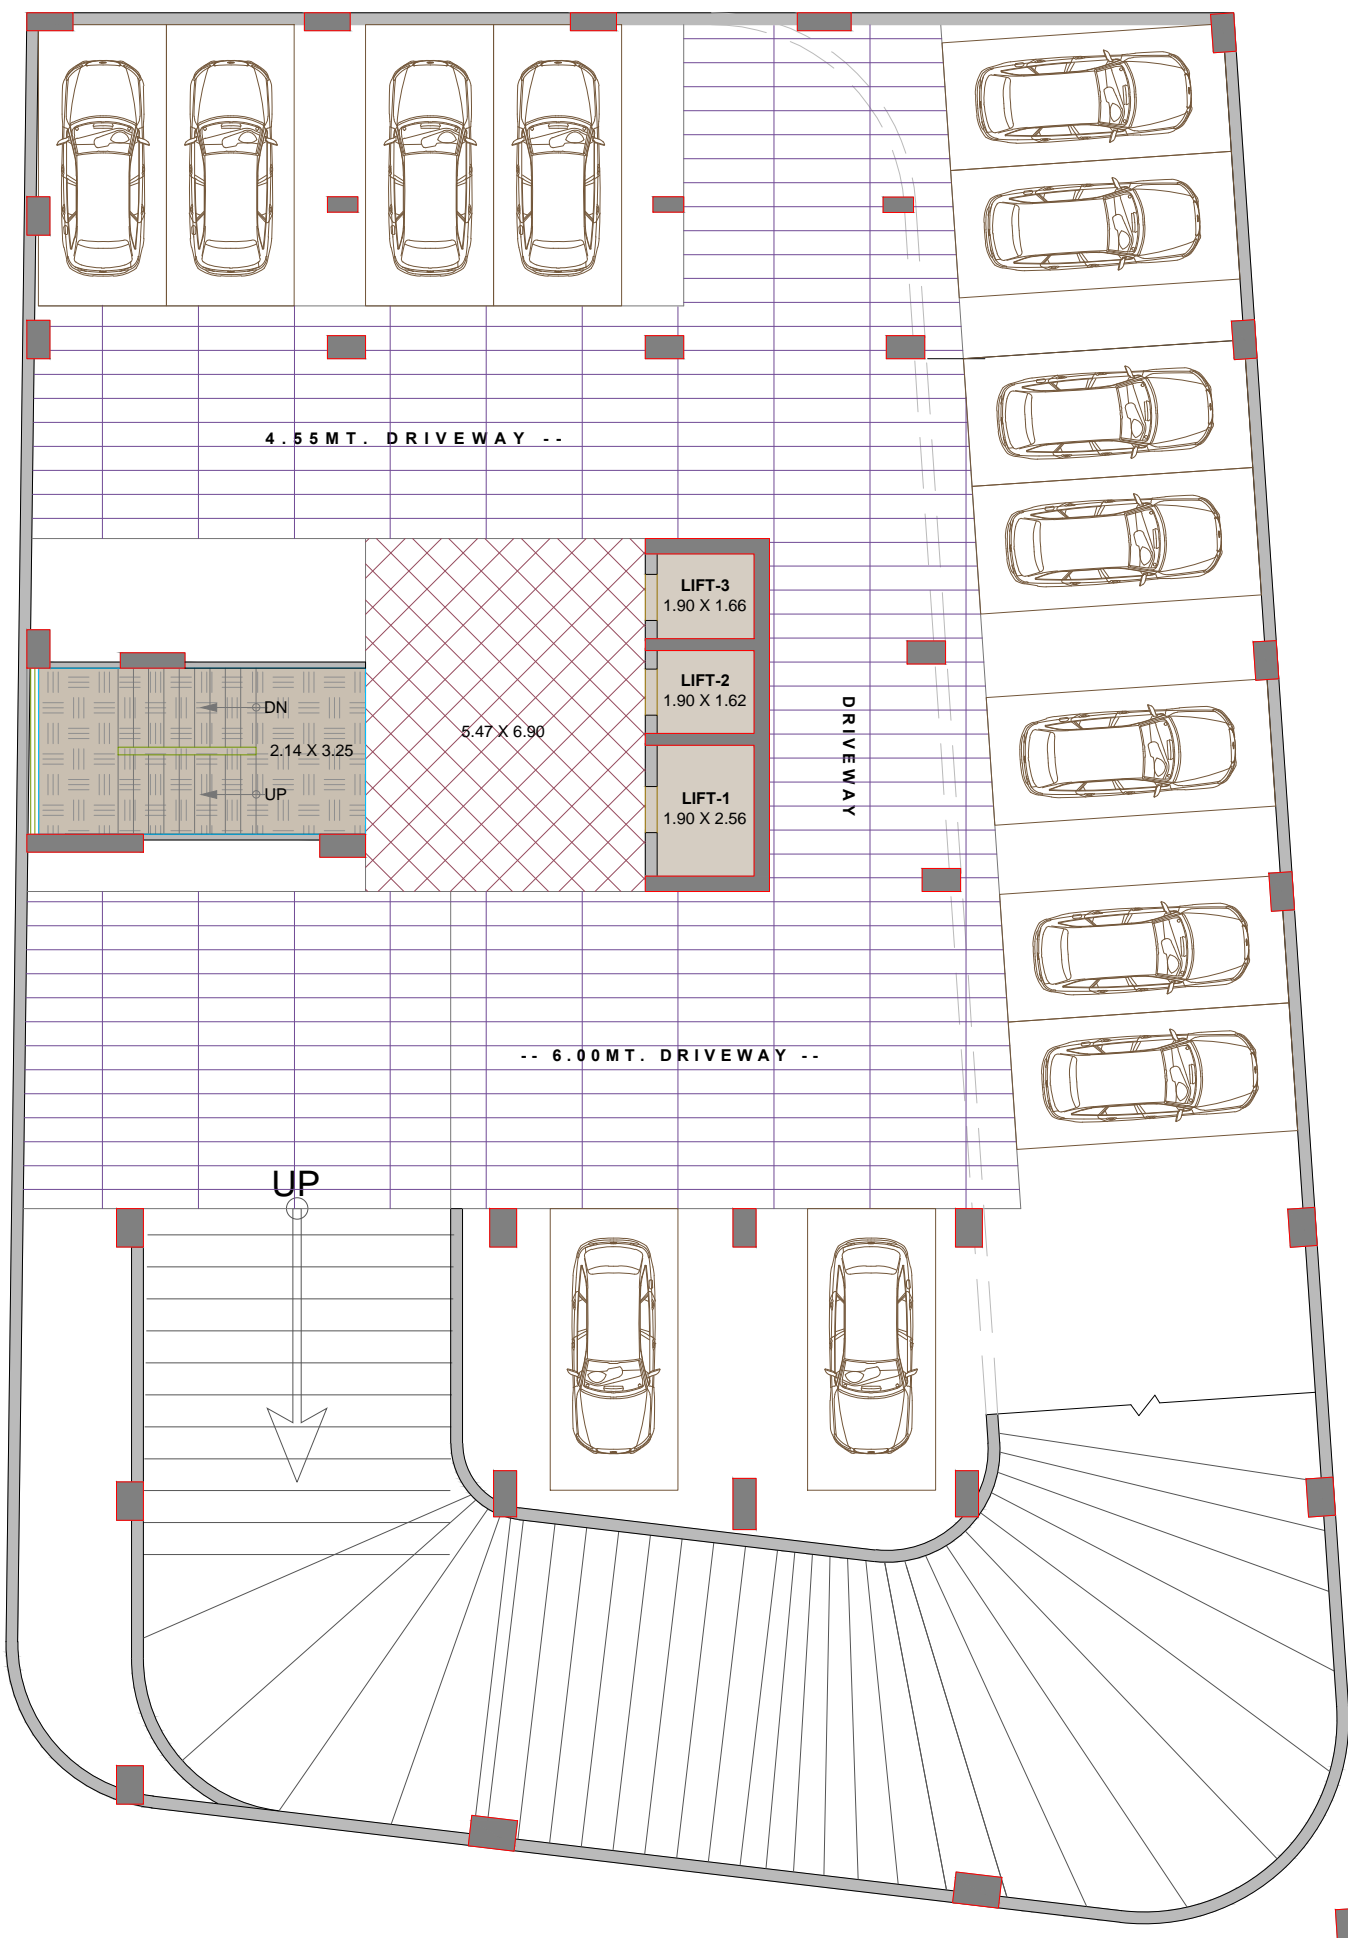 4.55MT. DRIVEWAY --
LIFT-3
1.90 X 1.66
LIFT-2
1.90 X 1.62
LIFT-1
1.90 X 2.56
5.47 X 6.90
DN
2.14 X 3.25
UP
DRIVEWAY
-- 6.00MT. DRIVEWAY --
UP